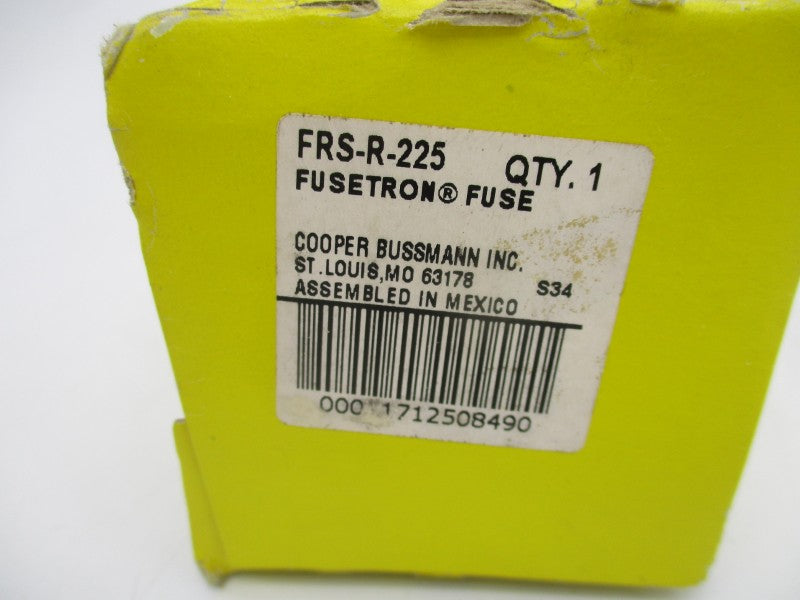 FRS-R-225 QTY. 1
FUSETRON® FUSE
COOPER BUSSMANN INC.
ST. LOUIS, MO 63178 S34
ASSEMBLED IN MEXICO
000 1712508490